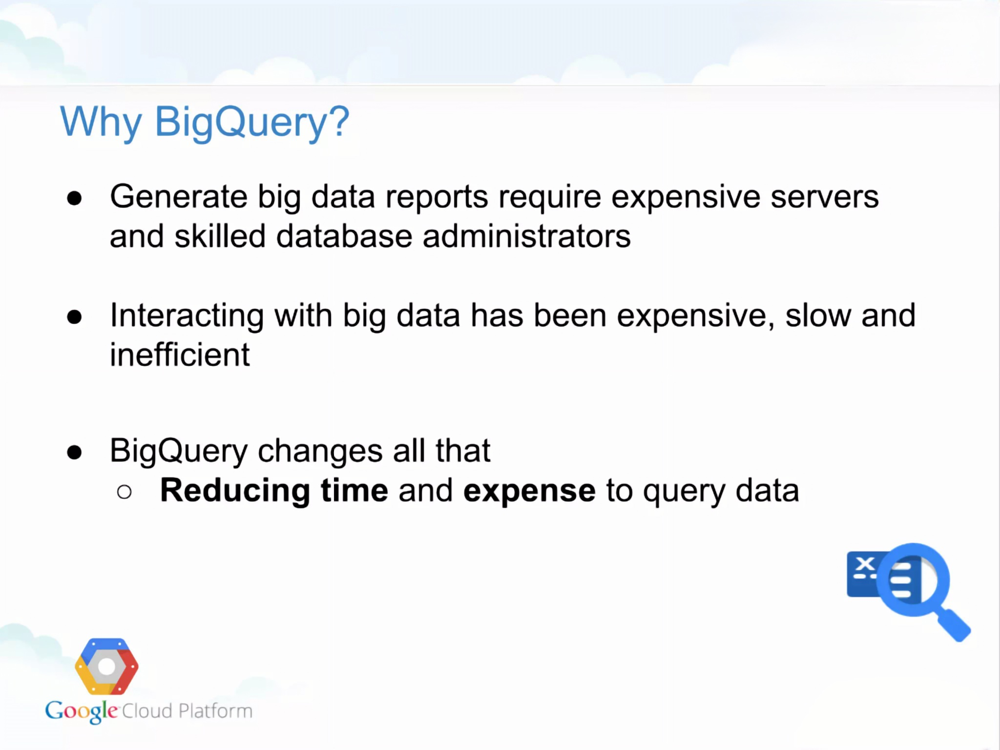 Why BigQuery?
● Generate big data reports require expensive servers
and skilled database administrators
● Interacting with big data has been expensive, slow and
inefficient
● BigQuery changes all that
○ Reducing time and expense to query data
X
Google Cloud Platform